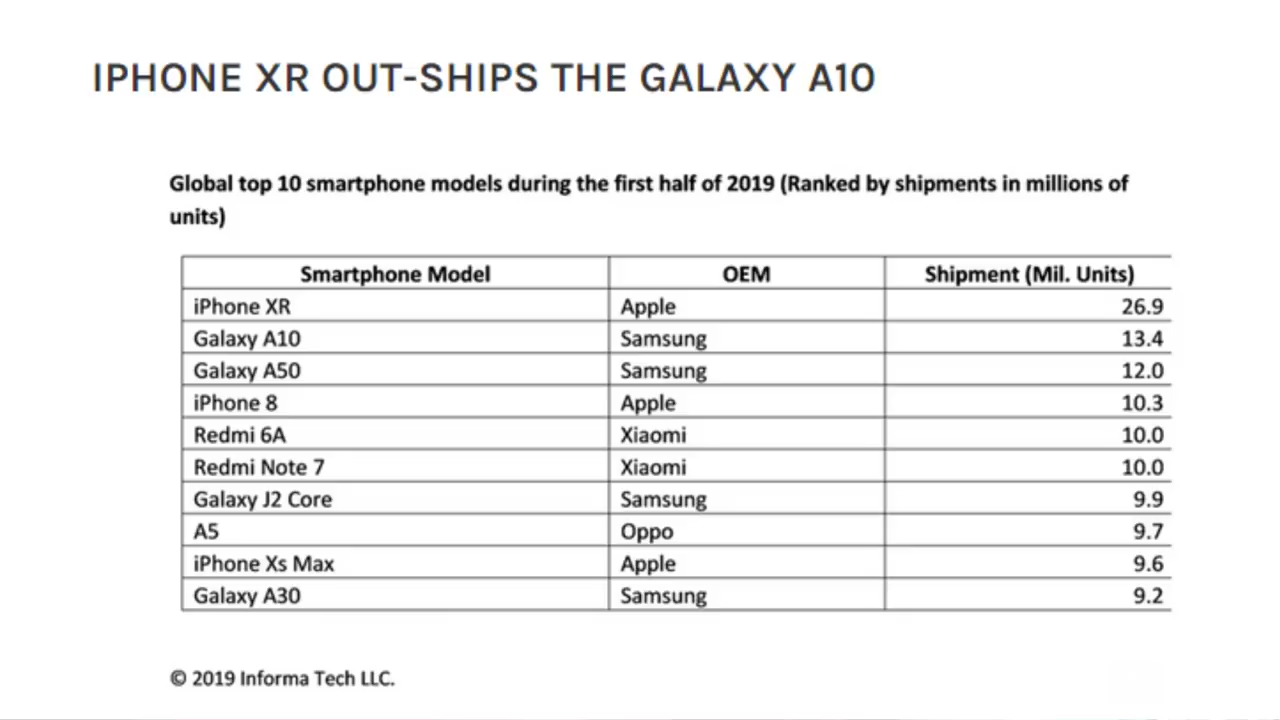 IPHONE XR OUT-SHIPS THE GALAXY A10
Global top 10 smartphone models during the first half of 2019 (Ranked by shipments in millions of
units)
Smartphone Model OEM Shipment (Mil. Units)
iPhone XR Apple 26.9
Galaxy A10 Samsung 13.4
Galaxy A50 Samsung 12.0
iPhone 8 Apple 10.3
Redmi 6A Xiaomi 10.0
Redmi Note 7 Xiaomi 10.0
Galaxy J2 Core Samsung 9.9
A5 Oppo 9.7
iPhone Xs Max Apple 9.6
Galaxy A30 Samsung 9.2
© 2019 Informa Tech LLC.